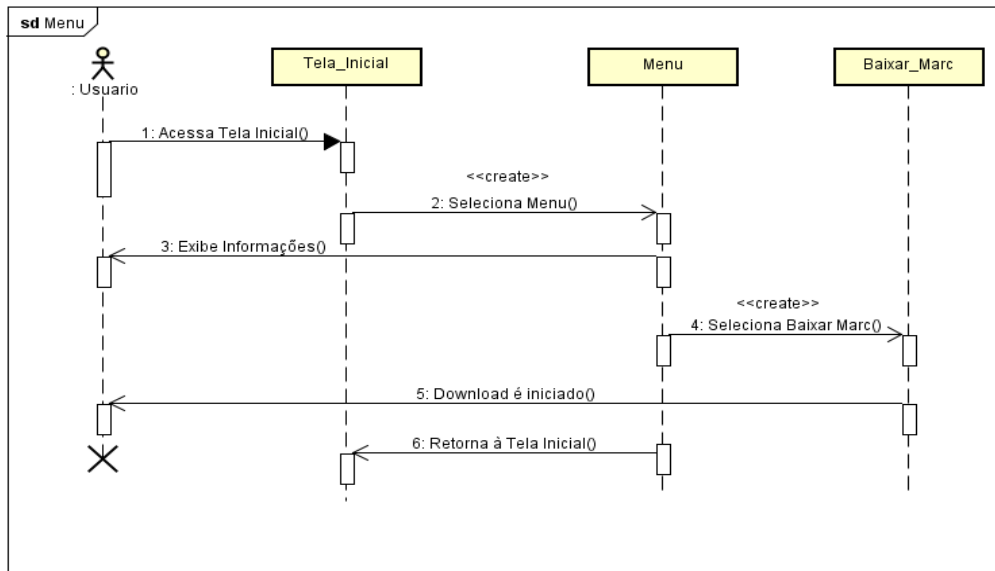 sd Menu
: Usuario
Tela_Inicial
Menu
Baixar_Marc
1: Acessa Tela Inicial()
<<create>>
2: Seleciona Menu()
3: Exibe Informações()
<<create>>
4: Seleciona Baixar Marc()
5: Download é iniciado()
6: Retorna à Tela Inicial()